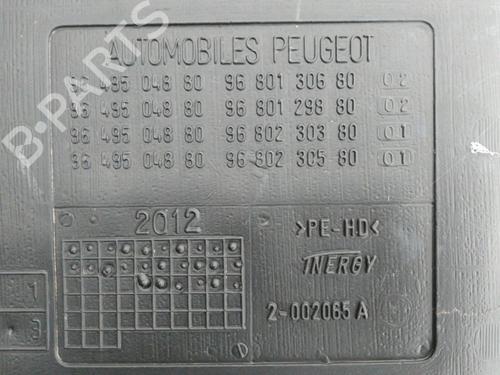 AUTOMOBILES PEUGEOT
96 495 048 80 96 801 306 80 02
96 495 048 80 96 801 298 80 02
96 495 048 80 96 802 303 80 01
96 495 048 80 96 802 305 80 01
2012
>PE-HD<
INERGY
2-002065 A
1
3
B-PARTS